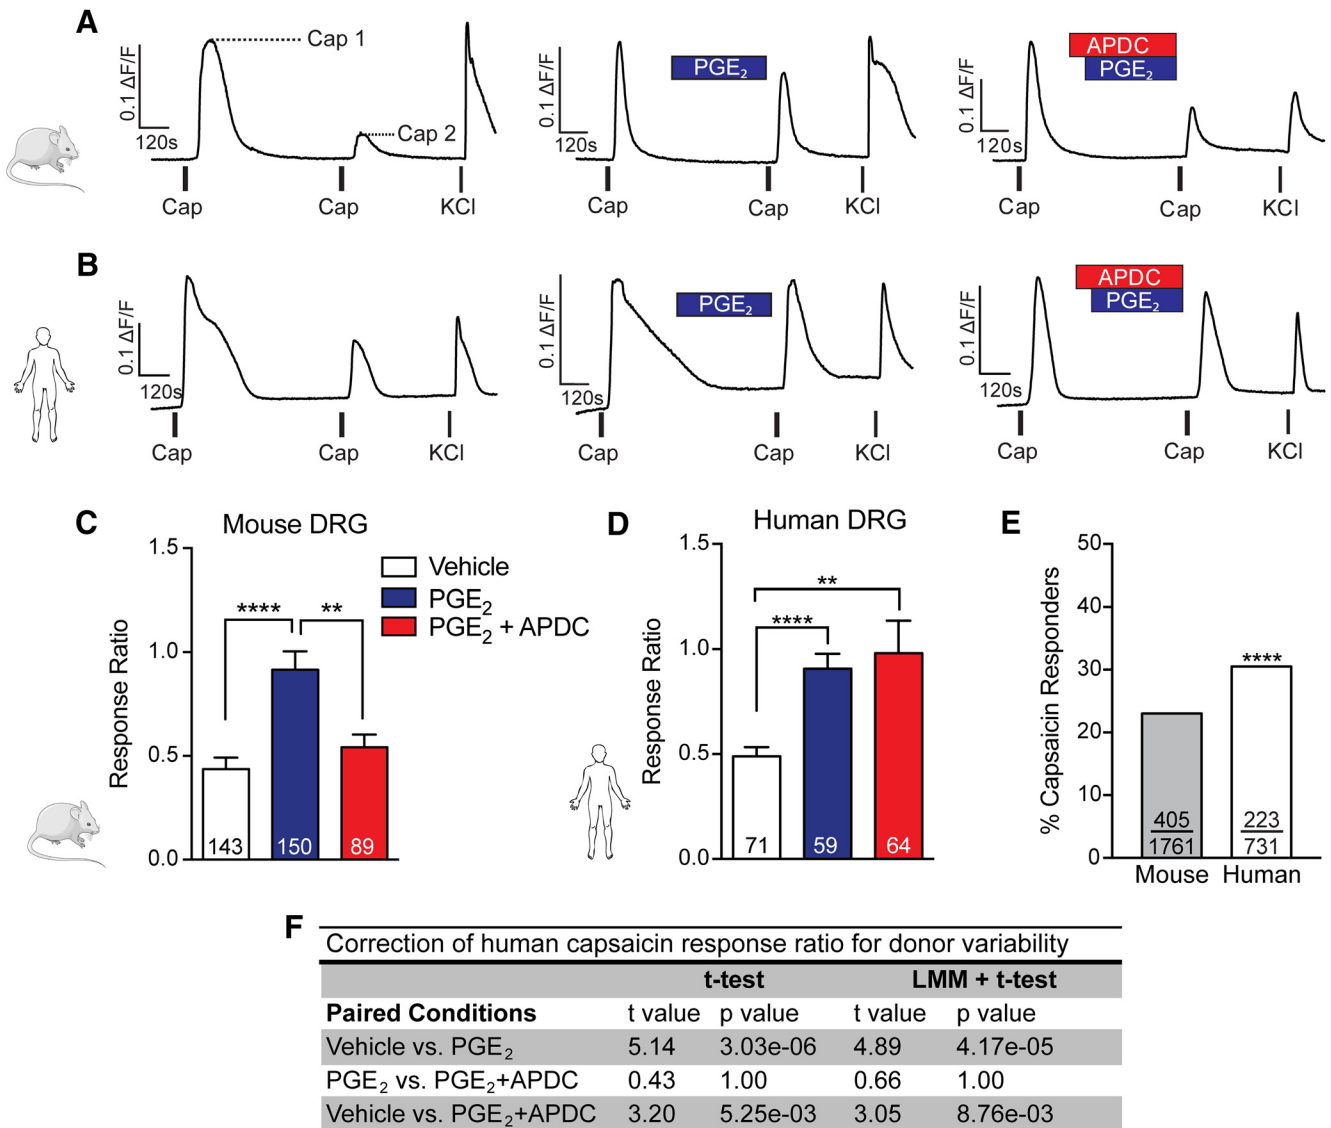 A
0.1 ΔF/F
120s
Cap 1
Cap 2
Cap
Cap
KCl
0.1 ΔF/F
120s
PGE₂
Cap
Cap
KCl
0.1 ΔF/F
120s
APDC
PGE₂
Cap
Cap
KCl
B
0.1 ΔF/F
120s
Cap
Cap
KCl
0.1 ΔF/F
120s
PGE₂
Cap
Cap
KCl
0.1 ΔF/F
120s
APDC
PGE₂
Cap
Cap
KCl
C
Mouse DRG
Response Ratio
1.5
1.0
0.5
0.0
**** **
143 150 89
Vehicle
PGE₂
PGE₂ + APDC
D
Human DRG
Response Ratio
1.5
1.0
0.5
0.0
**
****
71 59 64
E
% Capsaicin Responders
50
40
30
20
10
0
****
405
1761
223
731
Mouse Human
F
Correction of human capsaicin response ratio for donor variability
t-test LMM + t-test
Paired Conditions t value p value t value p value
Vehicle vs. PGE₂ 5.14 3.03e-06 4.89 4.17e-05
PGE₂ vs. PGE₂+APDC 0.43 1.00 0.66 1.00
Vehicle vs. PGE₂+APDC 3.20 5.25e-03 3.05 8.76e-03